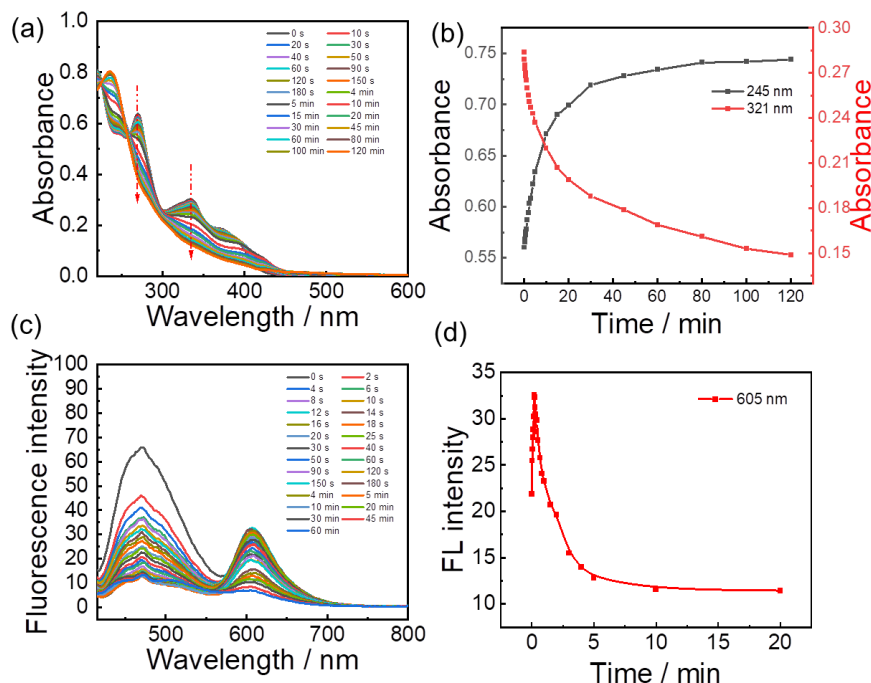 (a)
Absorbance
1.0
0.8
0.6
0.4
0.2
0.0
300 400 500 600
Wavelength / nm
0 s 10 s
20 s 30 s
40 s 50 s
60 s 90 s
120 s 150 s
180 s 4 min
5 min 10 min
15 min 20 min
30 min 45 min
60 min 80 min
100 min 120 min
(b)
Absorbance
0.75
0.70
0.65
0.60
0.55
0 20 40 60 80 100 120
Time / min
245 nm
321 nm
0.30
0.27
0.24
0.21
0.18
0.15
Absorbance
(c)
Fluorescence intensity
100
90
80
70
60
50
40
30
20
10
0
500 600 700 800
Wavelength / nm
0 s 2 s
4 s 6 s
8 s 10 s
12 s 14 s
16 s 18 s
20 s 25 s
30 s 40 s
50 s 60 s
90 s 120 s
150 s 180 s
4 min 5 min
10 min 20 min
30 min 45 min
60 min
(d)
FL intensity
35
30
25
20
15
10
0 5 10 15 20
Time / min
605 nm